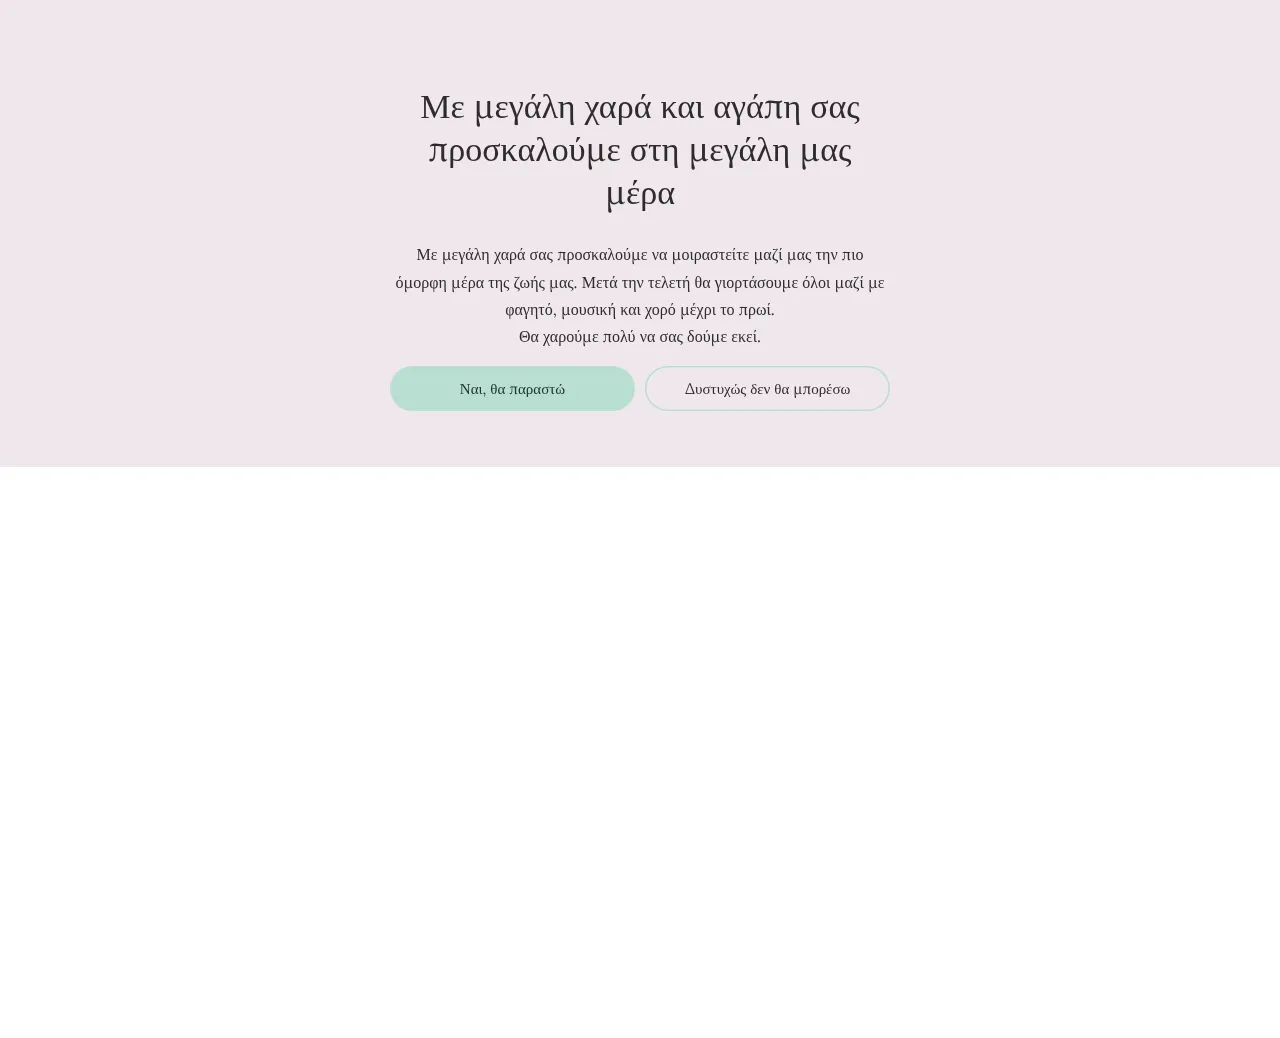 Με μεγάλη χαρά και αγάπη σας
προσκαλούμε στη μεγάλη μας
μέρα
Με μεγάλη χαρά σας προσκαλούμε να μοιραστείτε μαζί μας την πιο
όμορφη μέρα της ζωής μας. Μετά την τελετή θα γιορτάσουμε όλοι μαζί με
φαγητό, μουσική και χορό μέχρι το πρωί.
Θα χαρούμε πολύ να σας δούμε εκεί.
Ναι, θα παραστώ
Δυστυχώς δεν θα μπορέσω